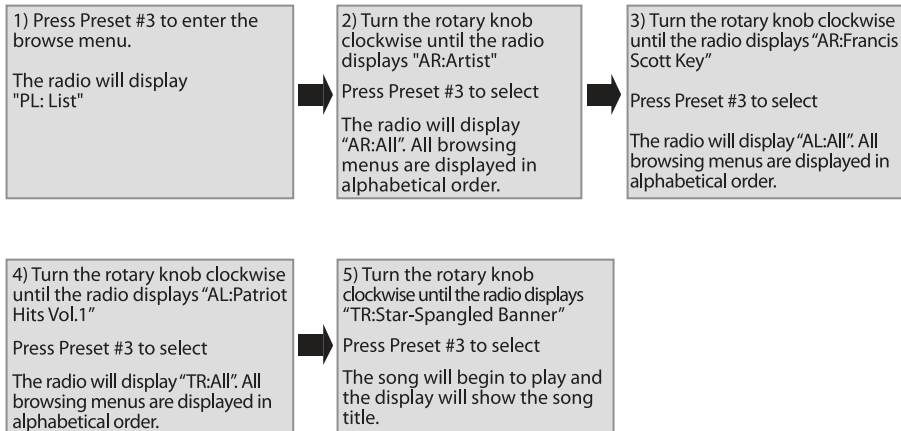 1) Press Preset #3 to enter the
browse menu.
The radio will display
"PL: List"
2) Turn the rotary knob
clockwise until the radio
displays "AR:Artist"
Press Preset #3 to select
The radio will display
“AR:All”. All browsing
menus are displayed in
alphabetical order.
3) Turn the rotary knob clockwise
until the radio displays “AR:Francis
Scott Key”
Press Preset #3 to select
The radio will display “AL:All”. All
browsing menus are displayed in
alphabetical order.
4) Turn the rotary knob clockwise
until the radio displays “AL:Patriot
Hits Vol.1”
Press Preset #3 to select
The radio will display “TR:All”. All
browsing menus are displayed in
alphabetical order.
5) Turn the rotary knob
clockwise until the radio displays
“TR:Star-Spangled Banner”
Press Preset #3 to select
The song will begin to play and
the display will show the song
title.